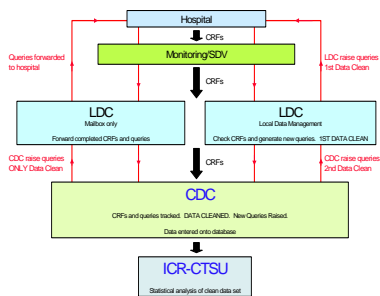 Hospital
CRFs
Monitoring/SDV
Queries forwarded
to hospital
LDC raise queries
1st Data Clean
CRFs
LDC
Mailbox only
Forward completed CRFs and queries
LDC
Local Data Management
Check CRFs and generate new queries. 1ST DATA CLEAN
CDC raise queries
ONLY Data Clean
CRFs
CDC raise queries
2nd Data Clean
CDC
CRFs and queries tracked. DATA CLEANED. New Queries Raised.
Data entered onto database
ICR-CTSU
Statistical analysis of clean data set